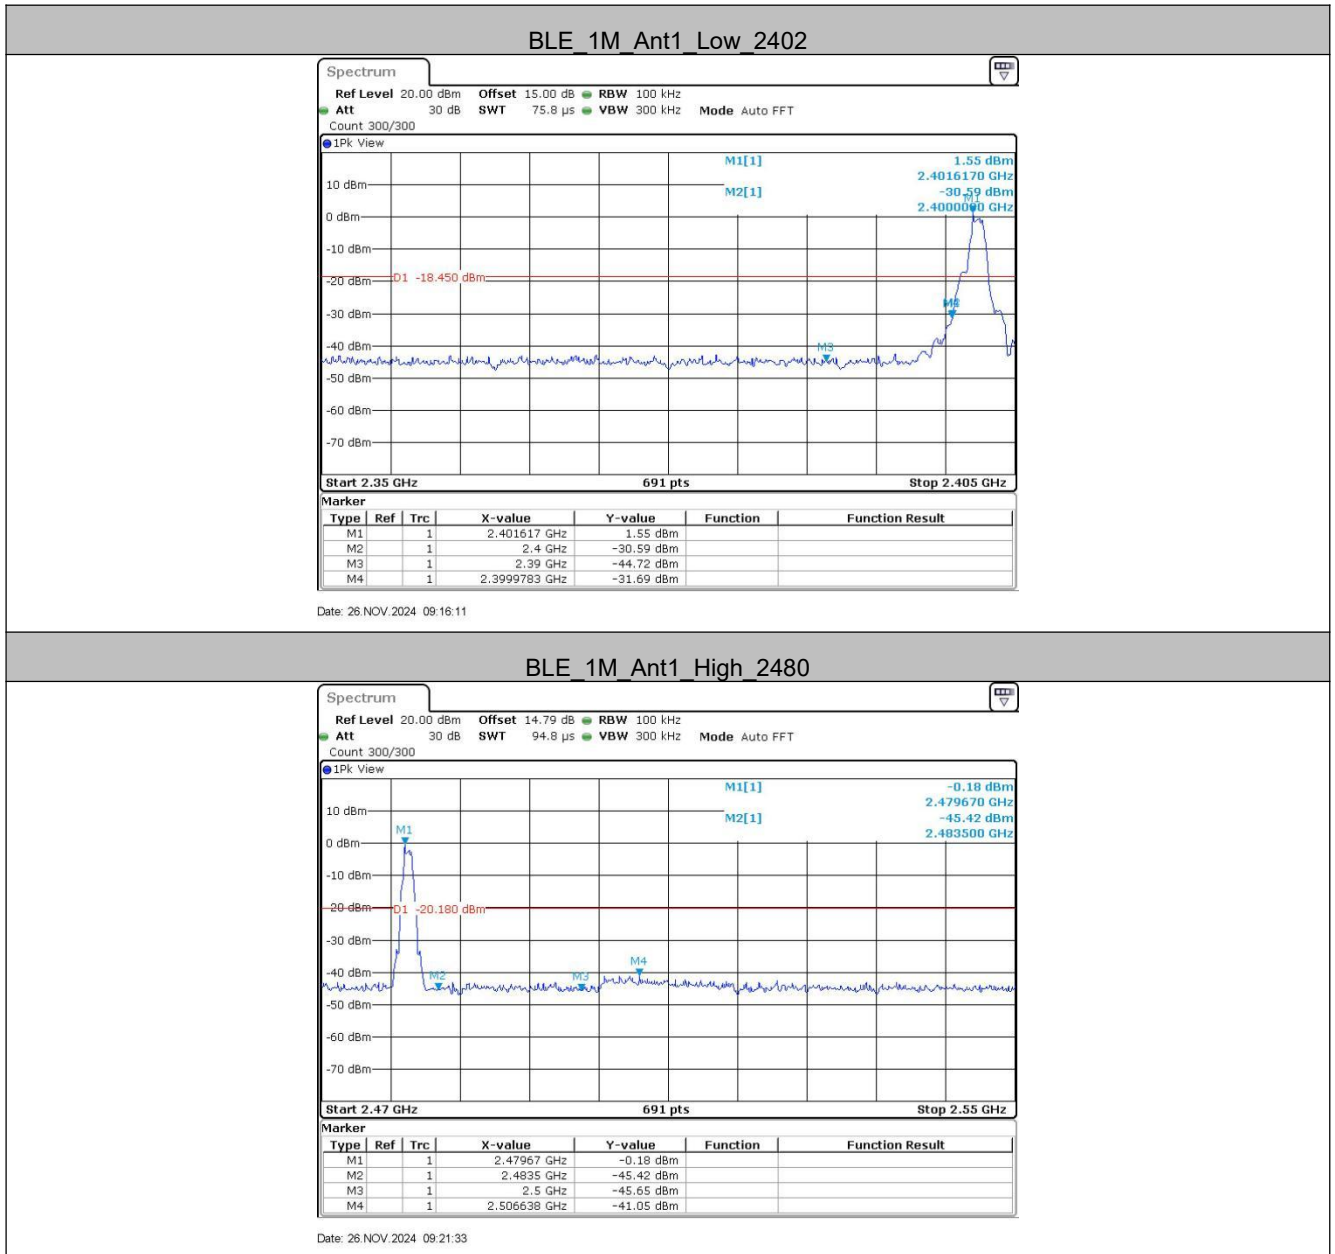 BLE_1M_Ant1_Low_2402
Spectrum
Ref Level 20.00 dBm Offset 15.00 dB RBW 100 kHz
Att 30 dB SWT 75.8 µs VBW 300 kHz Mode Auto FFT
Count 300/300
1Pk View
M1[1] 1.55 dBm
2.4016170 GHz
M2[1] -30.59 dBm
2.4000000 GHz
M1
10 dBm
0 dBm
-10 dBm
D1 -18.450 dBm
-20 dBm
M4
-30 dBm
-40 dBm
M3
-50 dBm
-60 dBm
-70 dBm
Start 2.35 GHz 691 pts Stop 2.405 GHz
Marker
Type Ref Trc X-value Y-value Function Function Result
M1 1 2.401617 GHz 1.55 dBm
M2 1 2.4 GHz -30.59 dBm
M3 1 2.39 GHz -44.72 dBm
M4 1 2.3999783 GHz -31.69 dBm
Date: 26.NOV.2024 09:16:11
BLE_1M_Ant1_High_2480
Spectrum
Ref Level 20.00 dBm Offset 14.79 dB RBW 100 kHz
Att 30 dB SWT 94.8 µs VBW 300 kHz Mode Auto FFT
Count 300/300
1Pk View
M1[1] -0.18 dBm
2.479670 GHz
M2[1] -45.42 dBm
2.483500 GHz
10 dBm
M1
0 dBm
-10 dBm
-20 dBm
D1 -20.180 dBm
-30 dBm
M4
-40 dBm
M2 M3
-50 dBm
-60 dBm
-70 dBm
Start 2.47 GHz 691 pts Stop 2.55 GHz
Marker
Type Ref Trc X-value Y-value Function Function Result
M1 1 2.47967 GHz -0.18 dBm
M2 1 2.4835 GHz -45.42 dBm
M3 1 2.5 GHz -45.65 dBm
M4 1 2.506638 GHz -41.05 dBm
Date: 26.NOV.2024 09:21:33